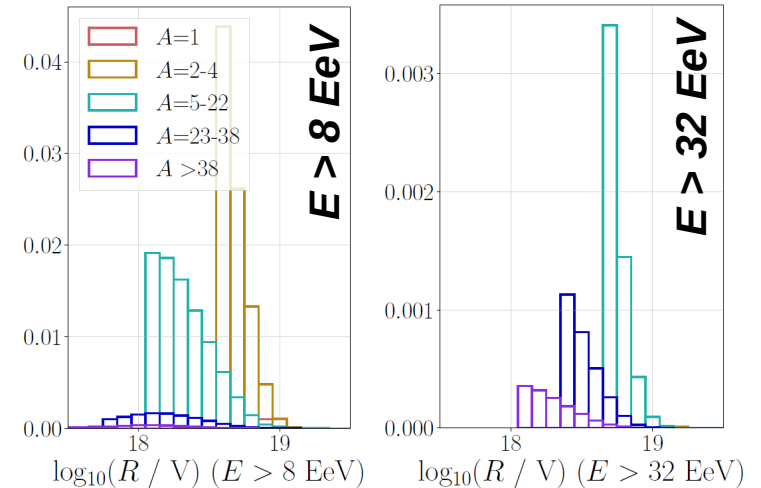 A=1
A=2-4
A=5-22
A=23-38
A >38
E > 8 EeV
0.04
0.03
0.02
0.01
0.00
18
19
log₁₀(R / V) (E > 8 EeV)
E > 32 EeV
0.003
0.002
0.001
0.000
18
19
log₁₀(R / V) (E > 32 EeV)